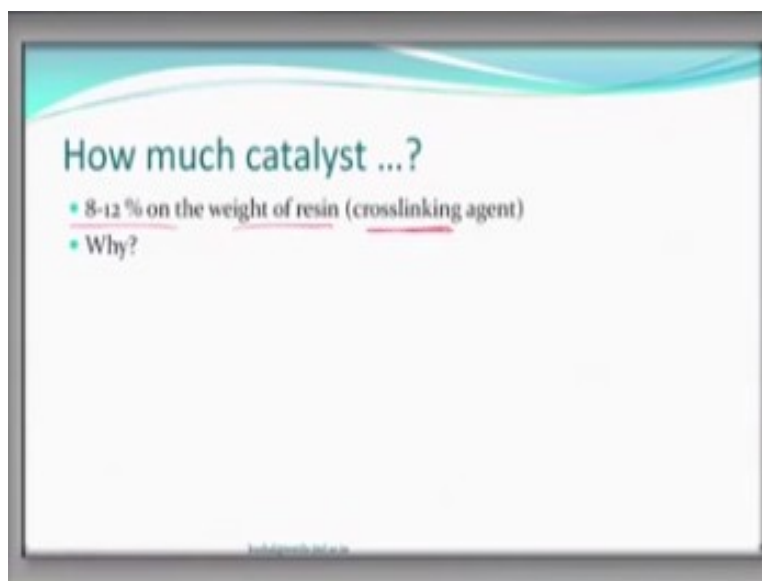 How much catalyst ...?
• 8-12 % on the weight of resin (crosslinking agent)
• Why?